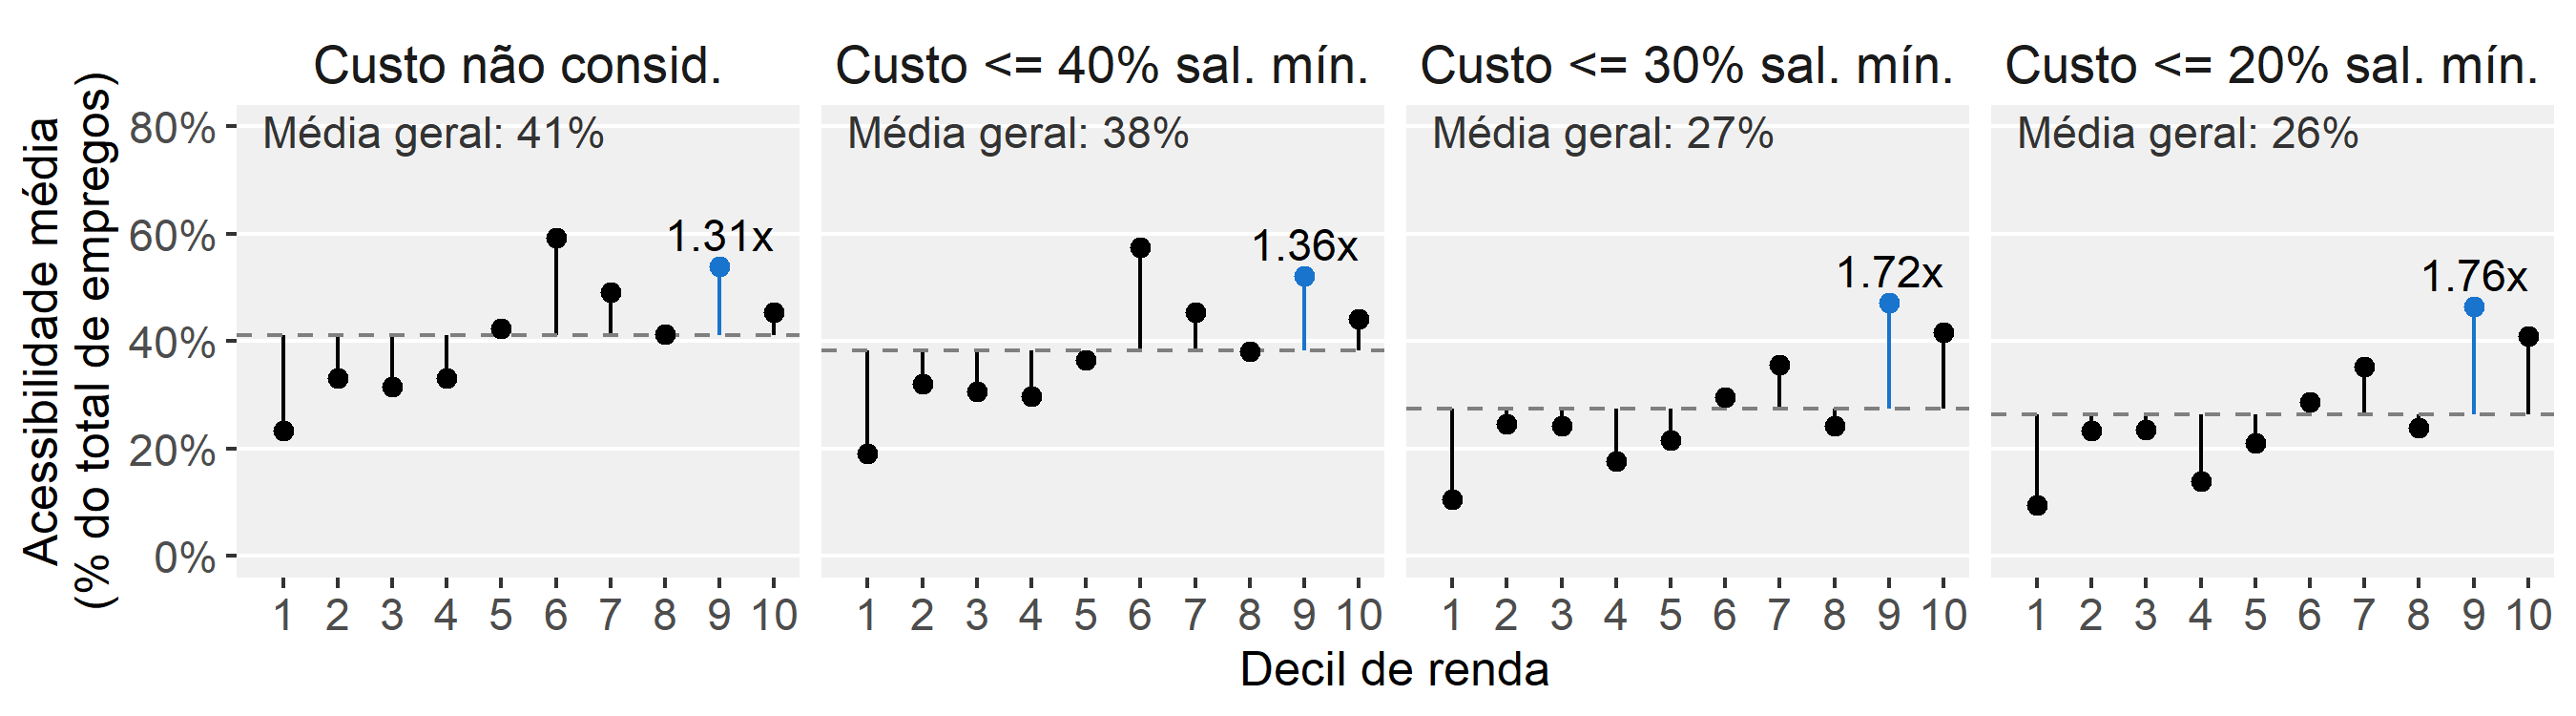 Custo não consid.
Custo <= 40% sal. mín.
Custo <= 30% sal. mín.
Custo <= 20% sal. mín.
Acessibilidade média
(% do total de empregos)
80%
60%
40%
20%
0%
Média geral: 41%
1.31x
Média geral: 38%
1.36x
Média geral: 27%
1.72x
Média geral: 26%
1.76x
1 2 3 4 5 6 7 8 9 10
1 2 3 4 5 6 7 8 9 10
1 2 3 4 5 6 7 8 9 10
1 2 3 4 5 6 7 8 9 10
Decil de renda